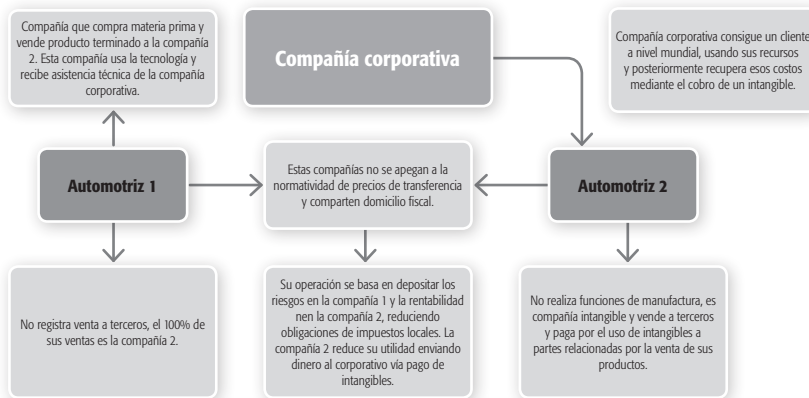 Compañía que compra materia prima y
vende producto terminado a la compañía
2. Esta compañía usa la tecnología y
recibe asistencia técnica de la compañía
corporativa.
Compañía corporativa
Compañía corporativa consigue un cliente
a nivel mundial, usando sus recursos
y posteriormente recupera esos costos
mediante el cobro de un intangible.
Automotriz 1
Estas compañías no se apegan a la
normatividad de precios de transferencia
y comparten domicilio fiscal.
Automotriz 2
No registra venta a terceros, el 100% de
sus ventas es la compañía 2.
Su operación se basa en depositar los
riesgos en la compañía 1 y la rentabilidad
nen la compañía 2, reduciendo
obligaciones de impuestos locales. La
compañía 2 reduce su utilidad enviando
dinero al corporativo vía pago de
intangibles.
No realiza funciones de manufactura, es
compañía intangible y vende a terceros
y paga por el uso de intangibles a
partes relacionadas por la venta de sus
productos.